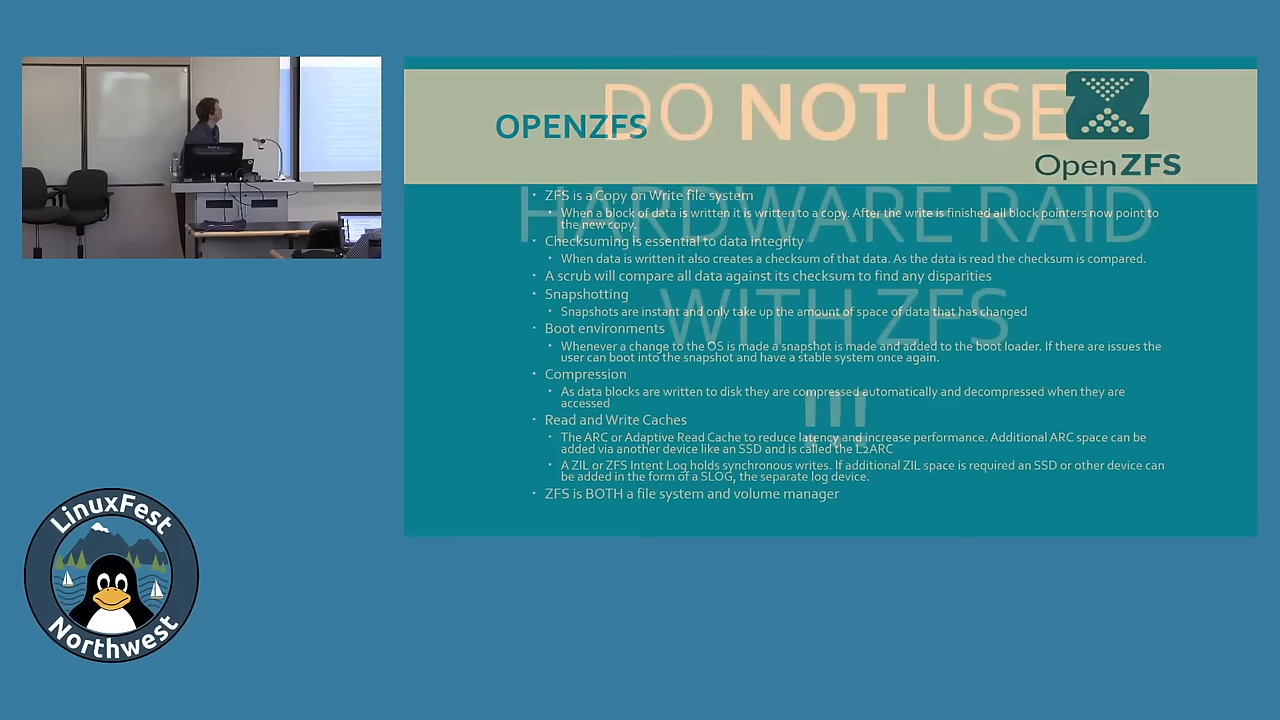 DO NOT USE
HARDWARE RAID
WITH ZFS
!!!
OPENZFS
OpenZFS
• ZFS is a Copy on Write file system
• When a block of data is written it is written to a copy. After the write is finished all block pointers now point to
the new copy.
• Checksuming is essential to data integrity
• When data is written it also creates a checksum of that data. As the data is read the checksum is compared.
• A scrub will compare all data against its checksum to find any disparities
• Snapshotting
• Snapshots are instant and only take up the amount of space of data that has changed
• Boot environments
• Whenever a change to the OS is made a snapshot is made and added to the boot loader. If there are issues the
user can boot into the snapshot and have a stable system once again.
• Compression
• As data blocks are written to disk they are compressed automatically and decompressed when they are
accessed
• Read and Write Caches
• The ARC or Adaptive Read Cache to reduce latency and increase performance. Additional ARC space can be
added via another device like an SSD and is called the L2ARC
• A ZIL or ZFS Intent Log holds synchronous writes. If additional ZIL space is required an SSD or other device can
be added in the form of a SLOG, the separate log device.
• ZFS is BOTH a file system and volume manager
LinuxFest
Northwest